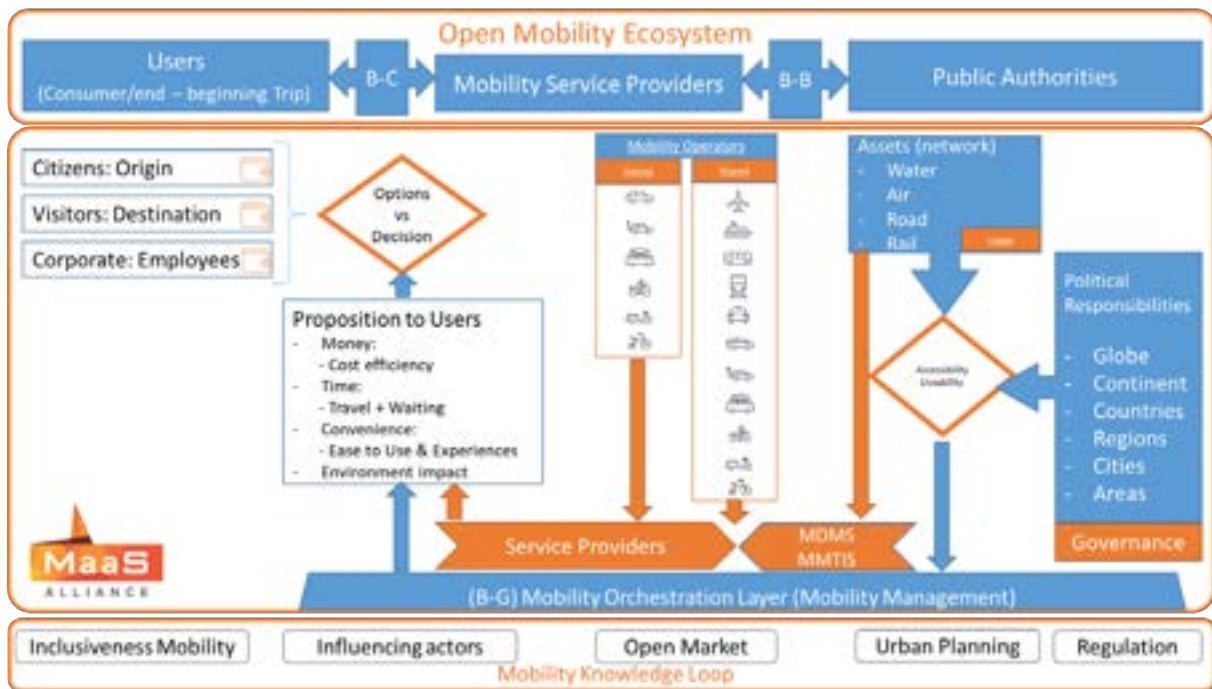 Open Mobility Ecosystem
Users
(Consumer/end – beginning Trip)
B-C
Mobility Service Providers
B-B
Public Authorities
Citizens: Origin
Visitors: Destination
Corporate: Employees
Options
vs
Decision
Proposition to Users
- Money:
- Cost efficiency
- Time:
- Travel + Waiting
- Convenience:
- Ease to Use & Experiences
- Environment impact
Mobility Operators
Assets (network)
- Water
- Air
- Road
- Rail
Accessibility
Livability
Political
Responsibilities
- Globe
- Continent
- Countries
- Regions
- Cities
- Areas
Governance
Service Providers
MDMS
MMTIS
MaaS
ALLIANCE
(B-G) Mobility Orchestration Layer (Mobility Management)
Inclusiveness Mobility
Influencing actors
Open Market
Urban Planning
Regulation
Mobility Knowledge Loop